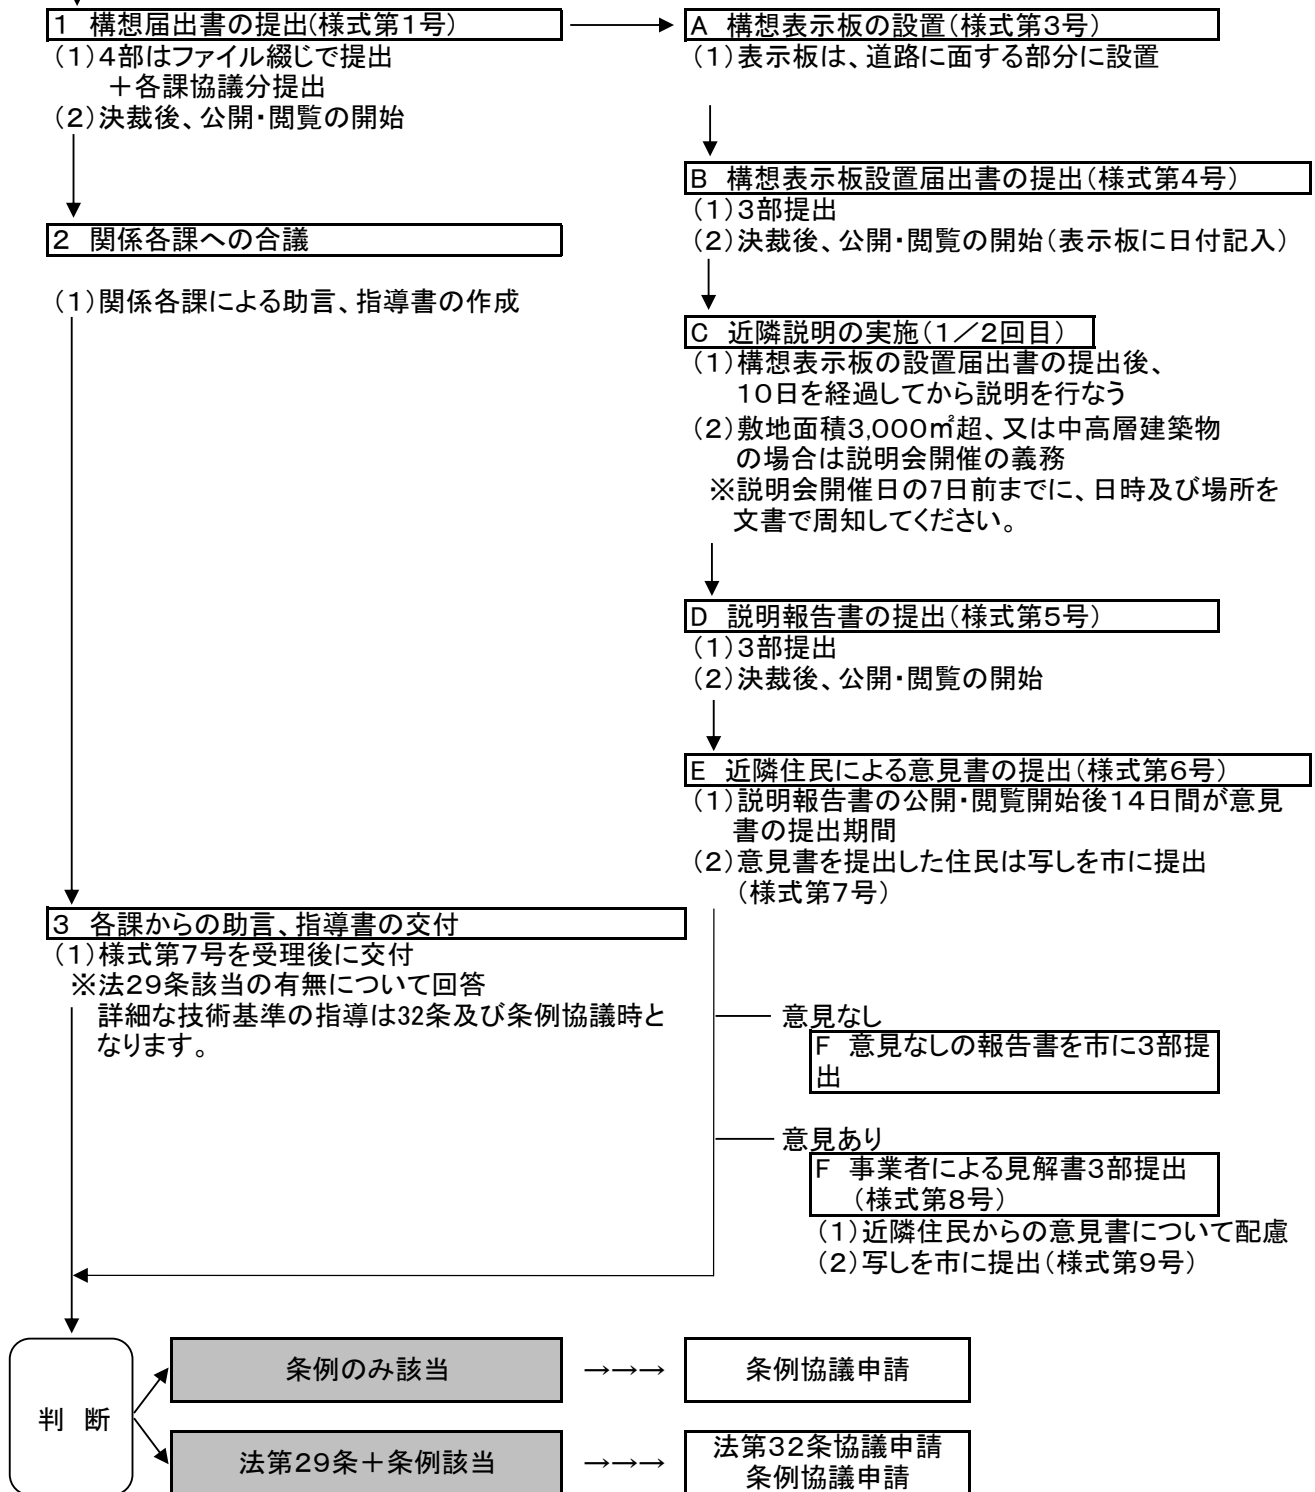 1　構想届出書の提出(様式第1号)
(1)4部はファイル綴じで提出
＋各課協議分提出
(2)決裁後、公開・閲覧の開始
2　関係各課への合議
(1)関係各課による助言、指導書の作成
A　構想表示板の設置(様式第3号)
(1)表示板は、道路に面する部分に設置
B　構想表示板設置届出書の提出(様式第4号)
(1)3部提出
(2)決裁後、公開・閲覧の開始(表示板に日付記入)
C　近隣説明の実施(1／2回目)
(1)構想表示板の設置届出書の提出後、
10日を経過してから説明を行なう
(2)敷地面積3,000㎡超、又は中高層建築物
の場合は説明会開催の義務
※説明会開催日の7日前までに、日時及び場所を
文書で周知してください。
D　説明報告書の提出(様式第5号)
(1)3部提出
(2)決裁後、公開・閲覧の開始
E　近隣住民による意見書の提出(様式第6号)
(1)説明報告書の公開・閲覧開始後14日間が意見
書の提出期間
(2)意見書を提出した住民は写しを市に提出
(様式第7号)
3　各課からの助言、指導書の交付
(1)様式第7号を受理後に交付
※法29条該当の有無について回答
詳細な技術基準の指導は32条及び条例協議時と
なります。
意見なし
F　意見なしの報告書を市に3部提
出
意見あり
F　事業者による見解書3部提出
(様式第8号)
(1)近隣住民からの意見書について配慮
(2)写しを市に提出(様式第9号)
判　断
条例のみ該当
→→→
条例協議申請
法第29条＋条例該当
→→→
法第32条協議申請
条例協議申請